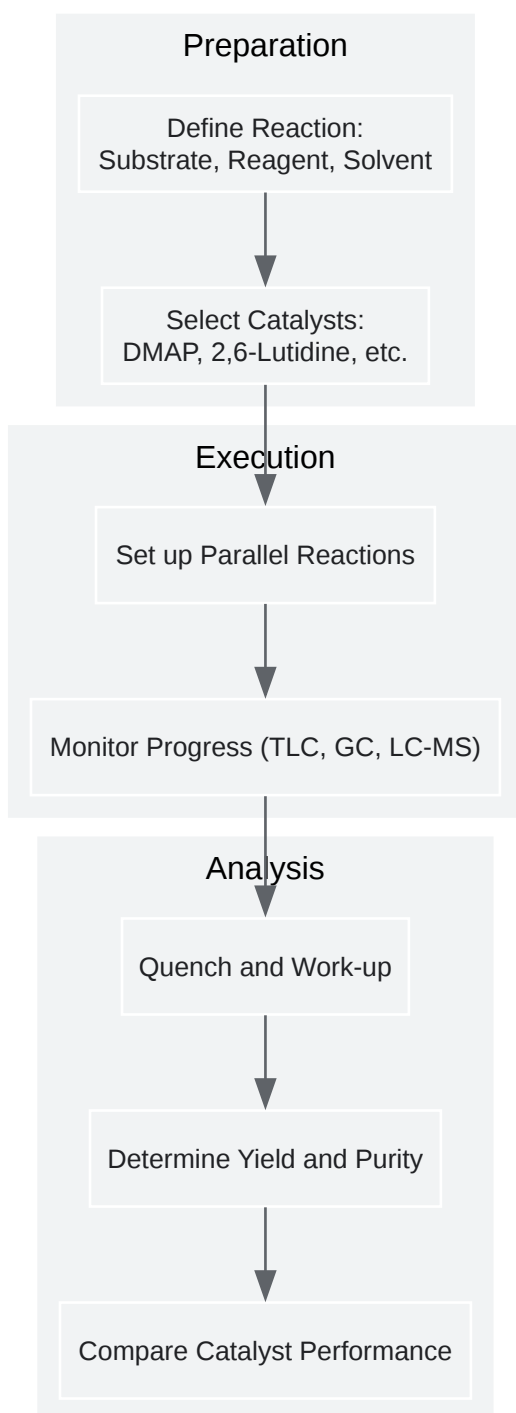 Preparation
Define Reaction:
Substrate, Reagent, Solvent
Select Catalysts:
DMAP, 2,6-Lutidine, etc.
Execution
Set up Parallel Reactions
Monitor Progress (TLC, GC, LC-MS)
Analysis
Quench and Work-up
Determine Yield and Purity
Compare Catalyst Performance